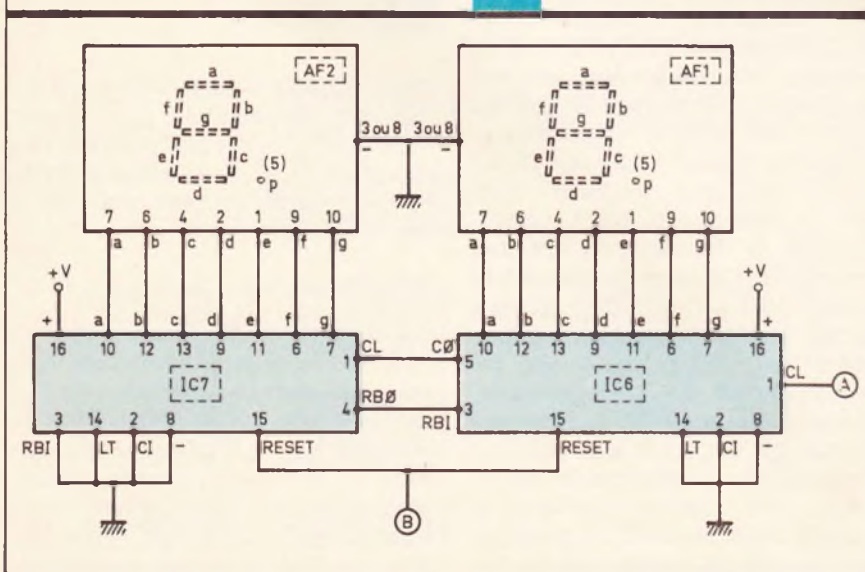 AF2 AF1
a a
f b f b
g g
e c e c
d (5) p d (5) p
3 ou 8 3 ou 8
- -
7 6 4 2 1 9 10 7 6 4 2 1 9 10
a b c d e f g a b c d e f g
+V +V
+ a b c d e f g a b c d e f g +
16 10 12 13 9 11 6 7 10 12 13 9 11 6 7 16
1 CL CØ 5
IC7 IC6
1 CL A
4 RBØ RBI 3
3 14 2 8 15 15 14 2 8
RBI LT CI - RESET RESET LT CI -
B